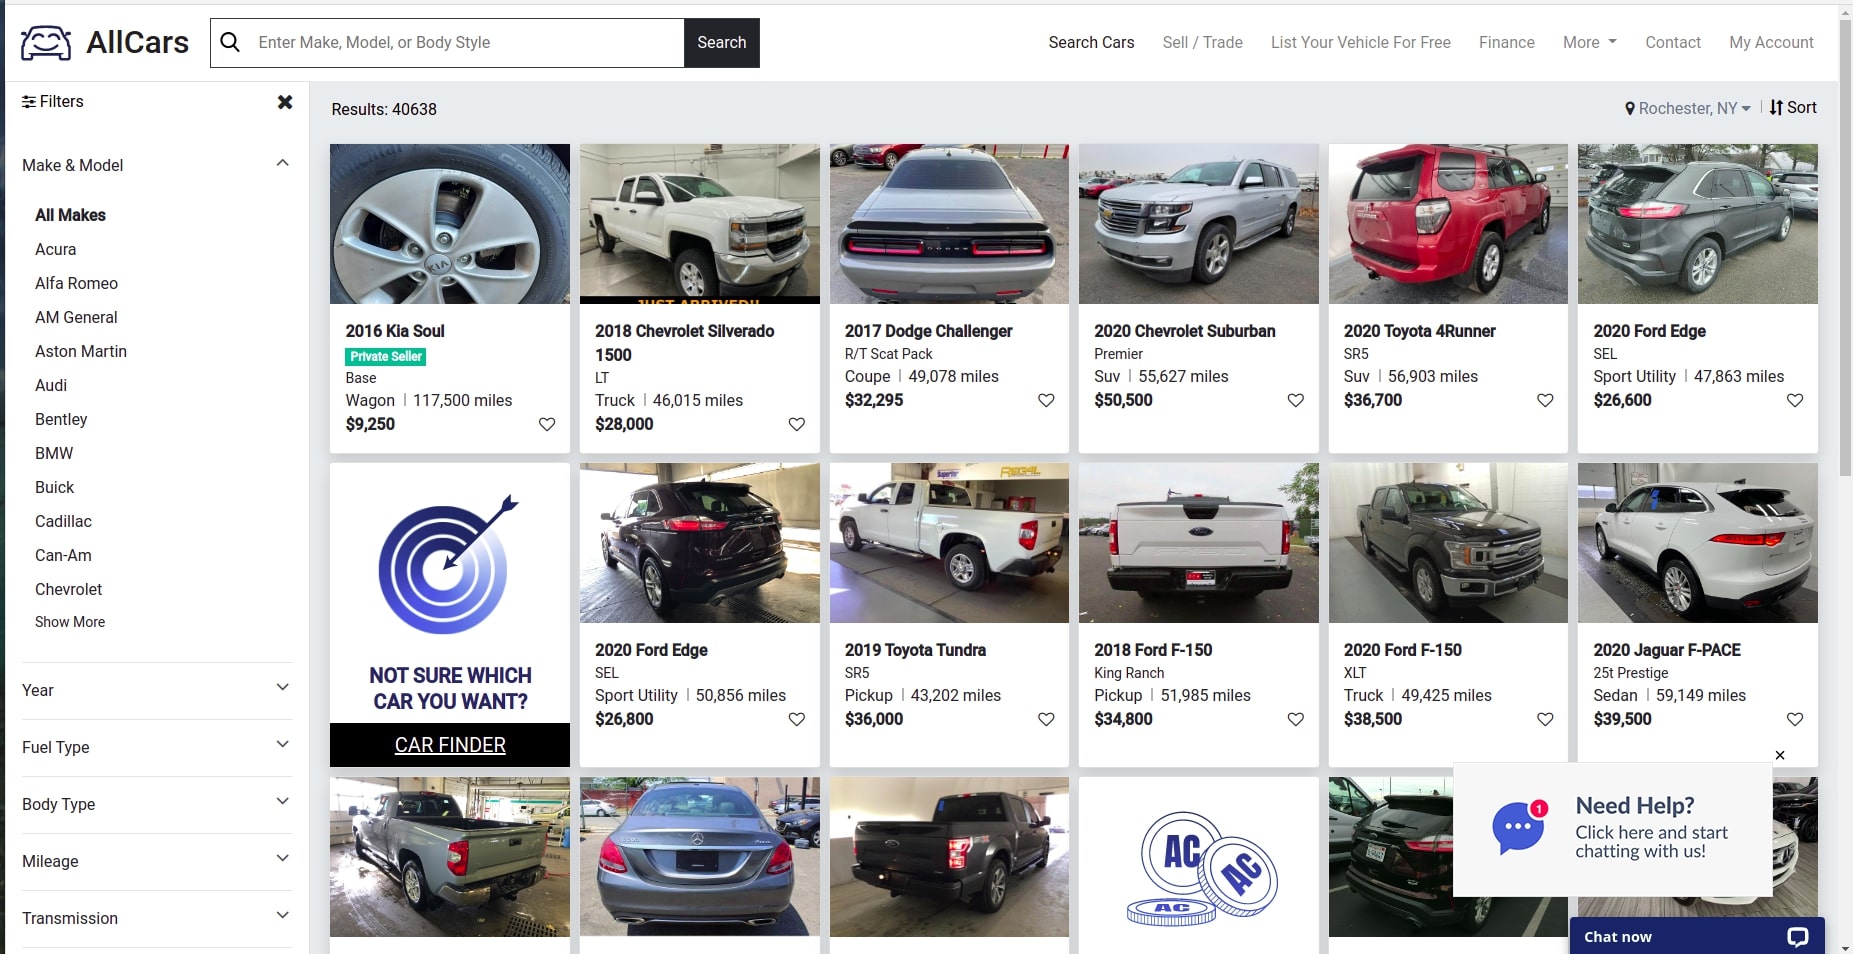 AllCars
Enter Make, Model, or Body Style
Search
Search Cars
Sell / Trade
List Your Vehicle For Free
Finance
More
Contact
My Account
Filters
Results: 40638
Rochester, NY
Sort
Make & Model
All Makes
Acura
Alfa Romeo
AM General
Aston Martin
Audi
Bentley
BMW
Buick
Cadillac
Can-Am
Chevrolet
Show More
Year
Fuel Type
Body Type
Mileage
Transmission
KIA
2016 Kia Soul
Private Seller
Base
Wagon | 117,500 miles
$9,250
JUST ARRIVED!!
2018 Chevrolet Silverado
1500
LT
Truck | 46,015 miles
$28,000
DODGE
2017 Dodge Challenger
R/T Scat Pack
Coupe | 49,078 miles
$32,295
2020 Chevrolet Suburban
Premier
Suv | 55,627 miles
$50,500
2020 Toyota 4Runner
SR5
Suv | 56,903 miles
$36,700
2020 Ford Edge
SEL
Sport Utility | 47,863 miles
$26,600
NOT SURE WHICH
CAR YOU WANT?
CAR FINDER
2020 Ford Edge
SEL
Sport Utility | 50,856 miles
$26,800
Superior
REGAL
2019 Toyota Tundra
SR5
Pickup | 43,202 miles
$36,000
2018 Ford F-150
King Ranch
Pickup | 51,985 miles
$34,800
2020 Ford F-150
XLT
Truck | 49,425 miles
$38,500
2020 Jaguar F-PACE
25t Prestige
Sedan | 59,149 miles
$39,500
AC
AC
AC
1
Need Help?
Click here and start
chatting with us!
Chat now